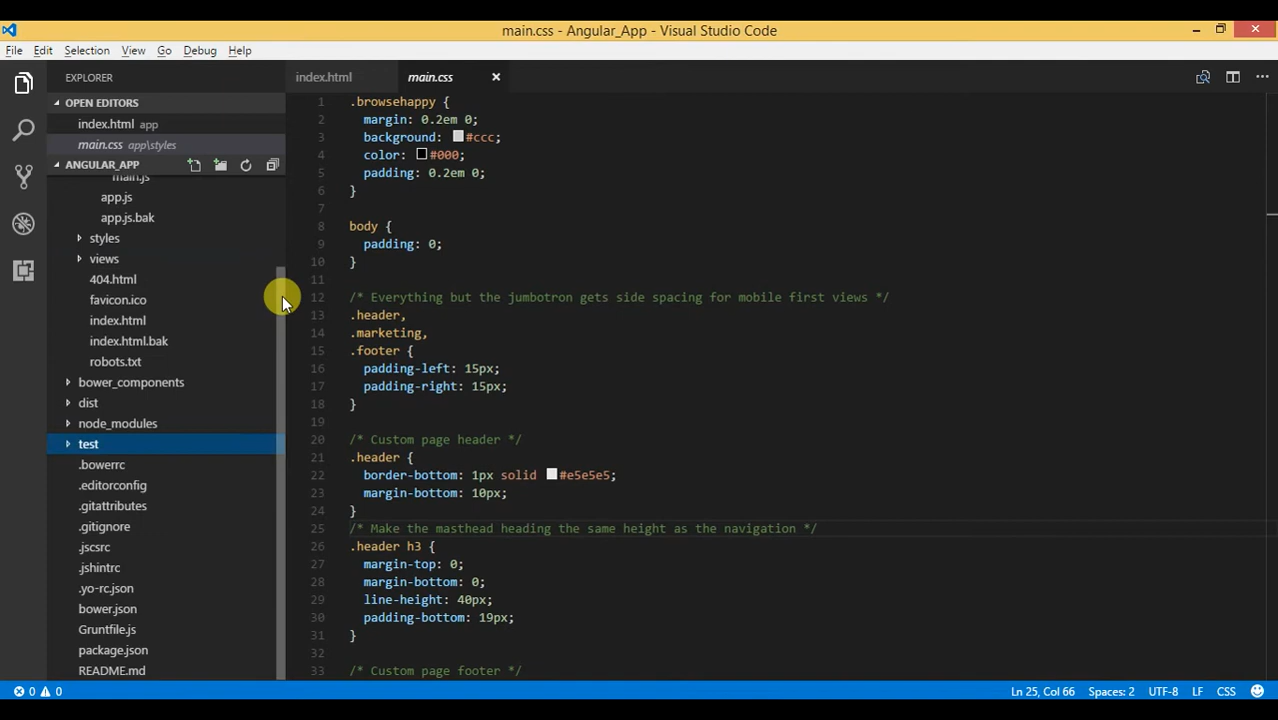 main.css - Angular_App - Visual Studio Code
File Edit Selection View Go Debug Help
EXPLORER
OPEN EDITORS
index.html app
main.css app\styles
ANGULAR_APP
main.js
app.js
app.js.bak
styles
views
404.html
favicon.ico
index.html
index.html.bak
robots.txt
bower_components
dist
node_modules
test
.bowerrc
.editorconfig
.gitattributes
.gitignore
.jscsrc
.jshintrc
.yo-rc.json
bower.json
Gruntfile.js
package.json
README.md
index.html main.css
1 .browsehappy {
2 margin: 0.2em 0;
3 background: #ccc;
4 color: #000;
5 padding: 0.2em 0;
6 }
7
8 body {
9 padding: 0;
10 }
11
12 /* Everything but the jumbotron gets side spacing for mobile first views */
13 .header,
14 .marketing,
15 .footer {
16 padding-left: 15px;
17 padding-right: 15px;
18 }
19
20 /* Custom page header */
21 .header {
22 border-bottom: 1px solid #e5e5e5;
23 margin-bottom: 10px;
24 }
25 /* Make the masthead heading the same height as the navigation */
26 .header h3 {
27 margin-top: 0;
28 margin-bottom: 0;
29 line-height: 40px;
30 padding-bottom: 19px;
31 }
32
33 /* Custom page footer */
0 0 Ln 25, Col 66 Spaces: 2 UTF-8 LF CSS